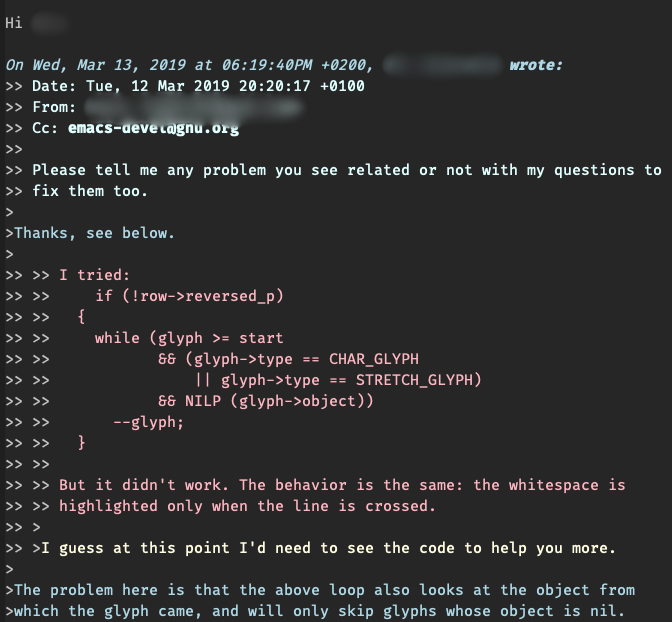 Hi
On Wed, Mar 13, 2019 at 06:19:40PM +0200, wrote:
>> Date: Tue, 12 Mar 2019 20:20:17 +0100
>> From:
>> Cc: emacs-devel@gnu.org
>>
>> Please tell me any problem you see related or not with my questions to
>> fix them too.
>
>Thanks, see below.
>
>> >> I tried:
>> >>     if (!row->reversed_p)
>> >>   {
>> >>     while (glyph >= start
>> >>            && (glyph->type == CHAR_GLYPH
>> >>                || glyph->type == STRETCH_GLYPH)
>> >>            && NILP (glyph->object))
>> >>       --glyph;
>> >>   }
>> >>
>> >> But it didn't work. The behavior is the same: the whitespace is
>> >> highlighted only when the line is crossed.
>> >
>> >I guess at this point I'd need to see the code to help you more.
>
>The problem here is that the above loop also looks at the object from
>which the glyph came, and will only skip glyphs whose object is nil.